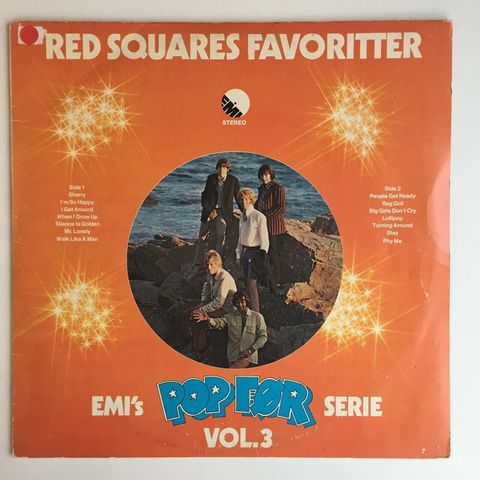 RED SQUARES FAVORITTER
EMI
STEREO
Side 1
Sherry
I'm So Happy
I Get Around
When I Grow Up
Silence Is Golden
Mr. Lonely
Walk Like A Man
Side 2
People Get Ready
Rag Doll
Big Girls Don't Cry
Lollipop
Turning Around
Stay
Pity Me
EMI's POP FØR SERIE
VOL.3